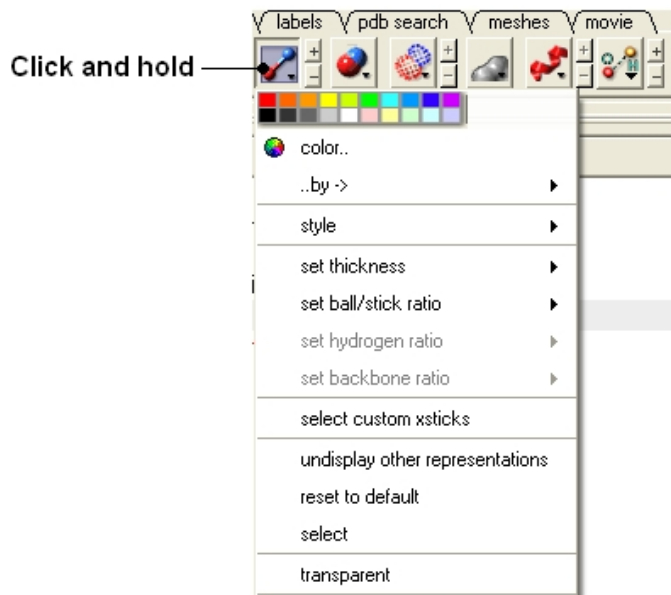 labels pdb search meshes movie
Click and hold
+ + + +
- - - -
H
color..
..by ->
style
set thickness
set ball/stick ratio
set hydrogen ratio
set backbone ratio
select custom xsticks
undisplay other representations
reset to default
select
transparent